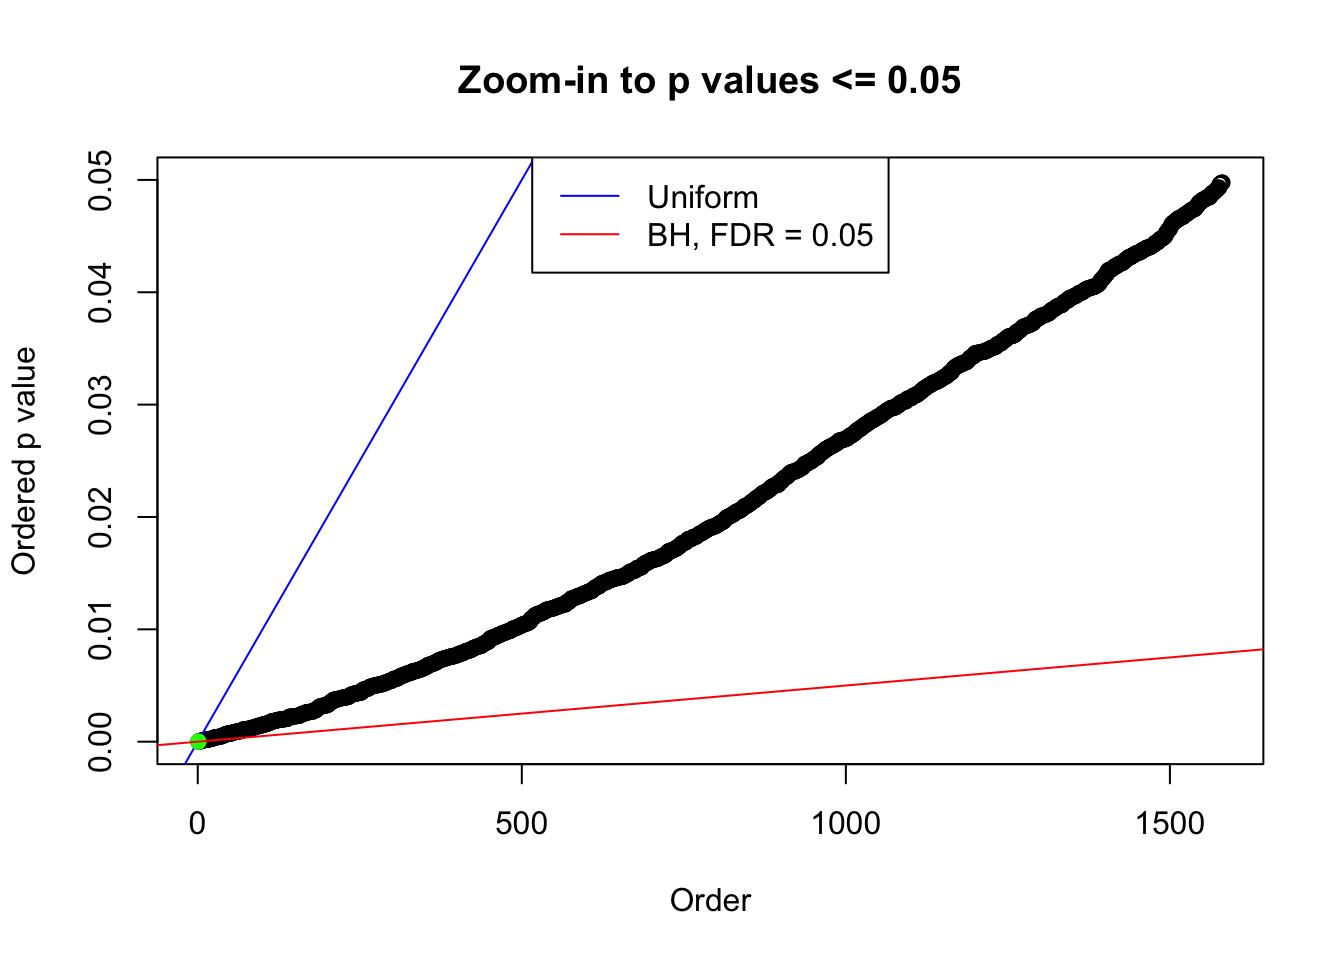 Zoom-in to p values <= 0.05
Uniform
BH, FDR = 0.05
Ordered p value
0.05
0.04
0.03
0.02
0.01
0.00
0
500
1000
1500
Order